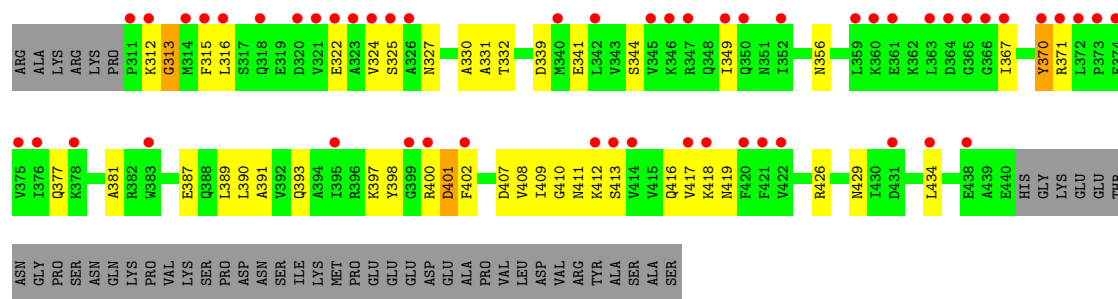 ARG ALA LYS ARG LYS PRO P311 K312 G313 M314 F315 L316 S317 Q318 E319 D320 V321 E322 A323 V324 S325 A326 N327 A330 A331 T332 D339 M340 E341 L342 V343 S344 V345 K346 R347 Q348 I349 Q350 N351 I352 N356 L359 K360 E361 K362 L363 D364 G365 G366 I367 Y370 R371 L372 P373 E374
V375 I376 Q377 K378 A381 R382 W383 E387 Q388 L389 L390 A391 V392 Q393 A394 I395 R396 K397 Y398 G399 R400 D401 F402 D407 V408 I409 G410 N411 K412 S413 V414 V415 Q416 V417 K418 N419 F420 F421 V422 R426 N429 I430 D431 L434 E438 A439 E440 HIS GLY LYS GLU GLU TYR
ASN GLY PRO SER ASN GLN LYS PRO VAL LYS SER PRO ASP ASN SER ILE LYS MET PRO GLU GLU GLU ASP GLU ALA PRO VAL LEU ASP VAL ARG TYR ALA SER ALA SER